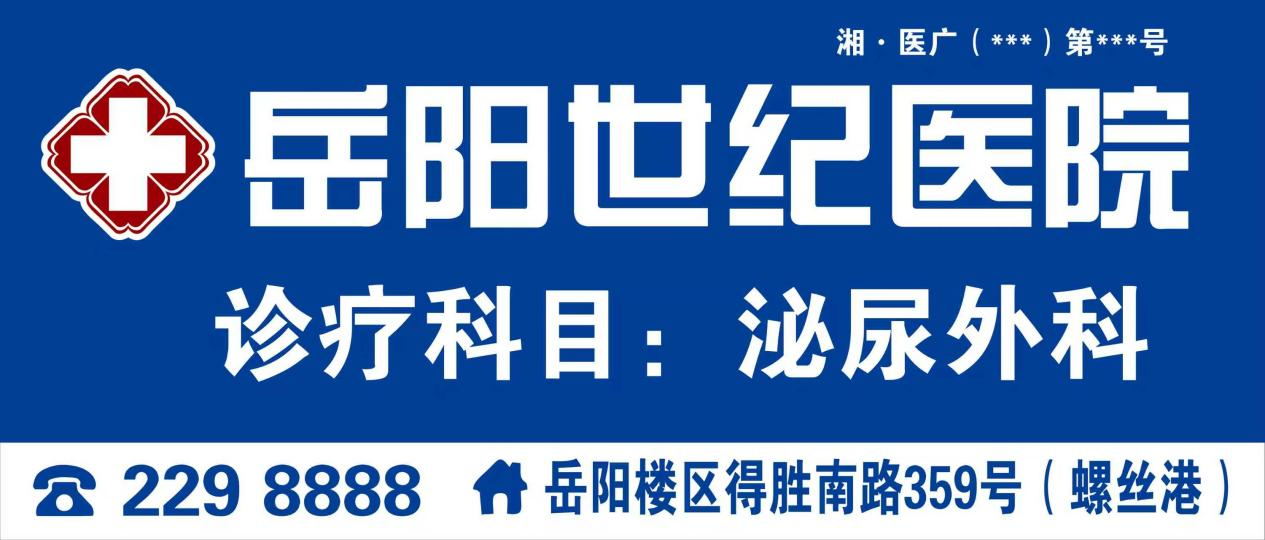 湘·医广(***)第***号
岳阳世纪医院
诊疗科目：泌尿外科
229 8888 岳阳楼区得胜南路359号(螺丝港)